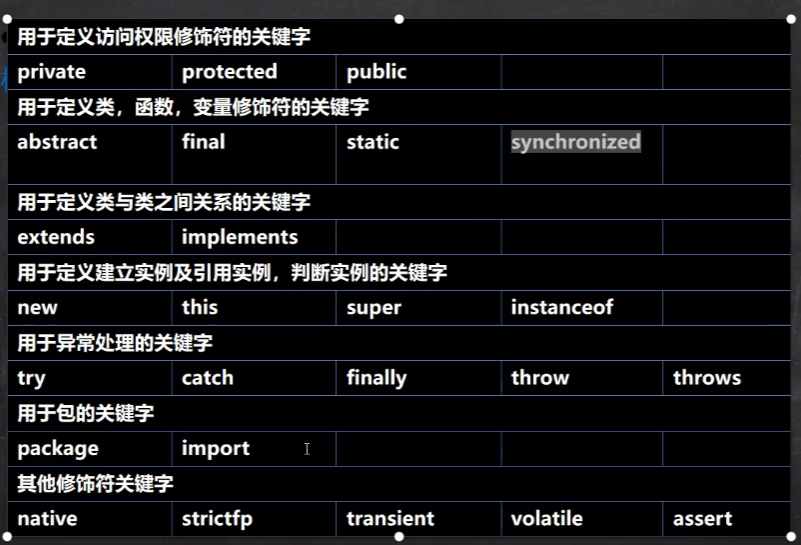 用于定义访问权限修饰符的关键字
private protected public
用于定义类，函数，变量修饰符的关键字
abstract final static synchronized
用于定义类与类之间关系的关键字
extends implements
用于定义建立实例及引用实例，判断实例的关键字
new this super instanceof
用于异常处理的关键字
try catch finally throw throws
用于包的关键字
package import
其他修饰符关键字
native strictfp transient volatile assert